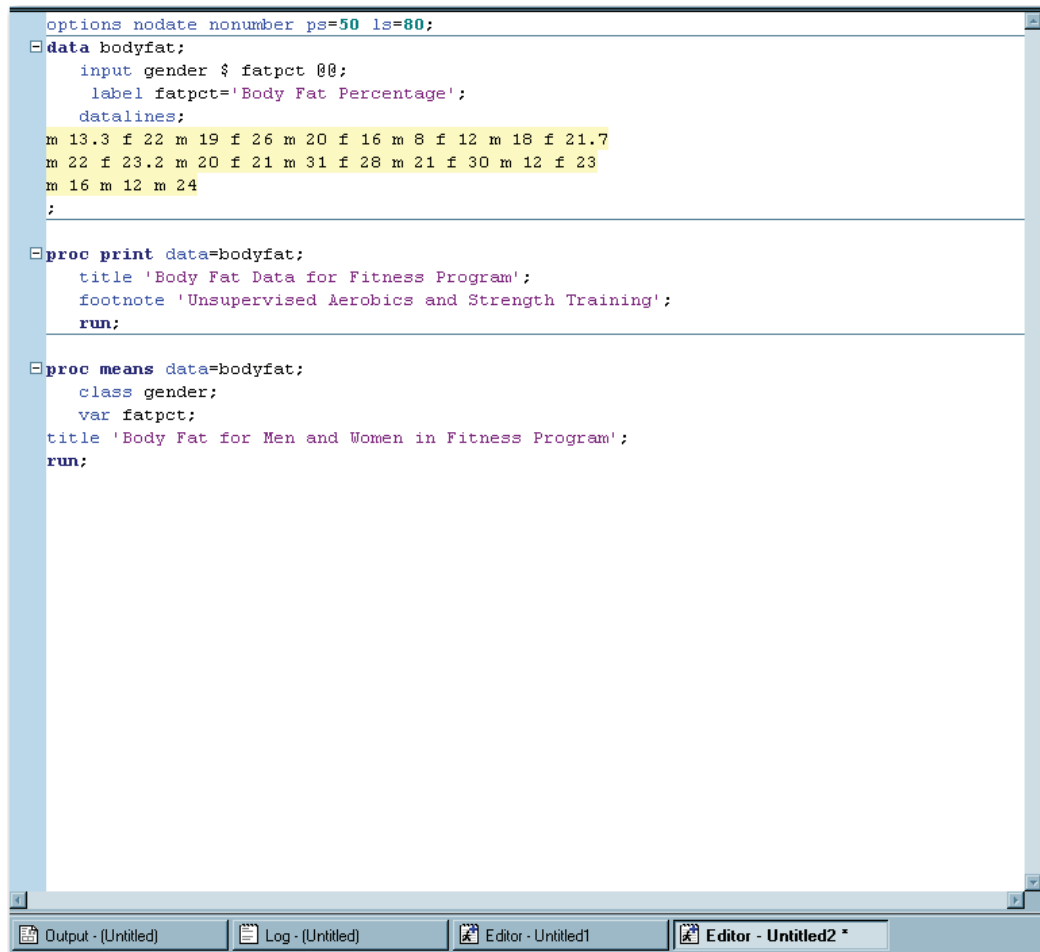 options nodate nonumber ps=50 ls=80;
data bodyfat;
input gender $ fatpct @@;
label fatpct='Body Fat Percentage';
datalines;
m 13.3 f 22 m 19 f 26 m 20 f 16 m 8 f 12 m 18 f 21.7
m 22 f 23.2 m 20 f 21 m 31 f 28 m 21 f 30 m 12 f 23
m 16 m 12 m 24
;
proc print data=bodyfat;
title 'Body Fat Data for Fitness Program';
footnote 'Unsupervised Aerobics and Strength Training';
run;
proc means data=bodyfat;
class gender;
var fatpct;
title 'Body Fat for Men and Women in Fitness Program';
run;
Output - (Untitled) Log - (Untitled) Editor - Untitled1 Editor - Untitled2 *